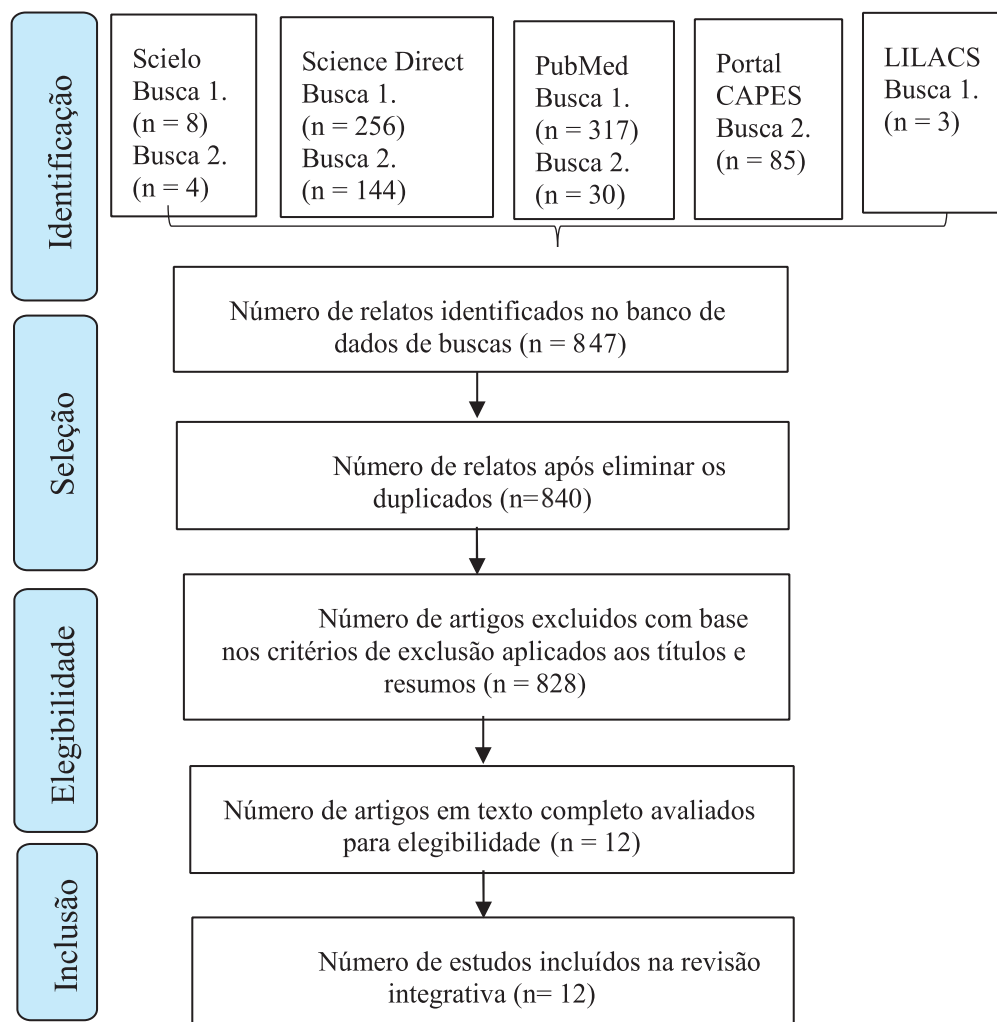 Identificação
Scielo
Busca 1.
(n = 8)
Busca 2.
(n = 4)
Science Direct
Busca 1.
(n = 256)
Busca 2.
(n = 144)
PubMed
Busca 1.
(n = 317)
Busca 2.
(n = 30)
Portal
CAPES
Busca 2.
(n = 85)
LILACS
Busca 1.
(n = 3)
Número de relatos identificados no banco de
dados de buscas (n = 847)
Seleção
Número de relatos após eliminar os
duplicados (n=840)
Elegibilidade
Número de artigos excluidos com base
nos critérios de exclusão aplicados aos títulos e
resumos (n = 828)
Número de artigos em texto completo avaliados
para elegibilidade (n = 12)
Inclusão
Número de estudos incluídos na revisão
integrativa (n= 12)